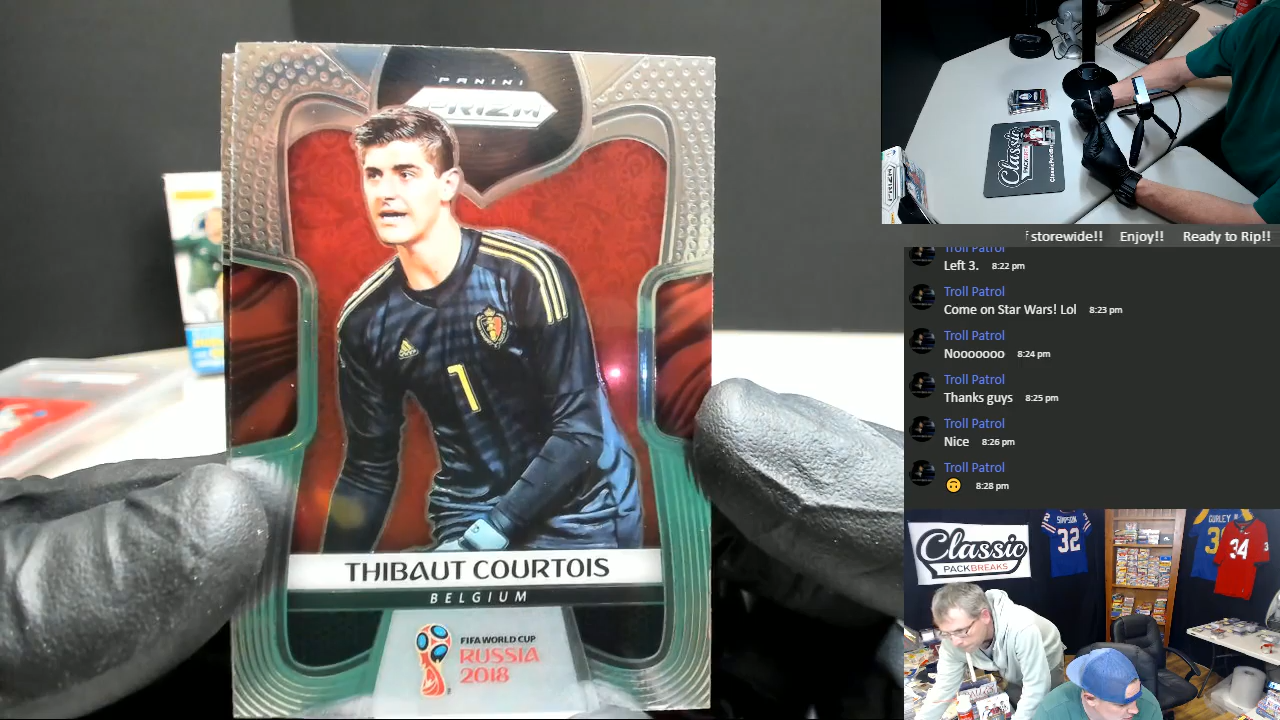 PANINI
PRIZM
1
THIBAUT COURTOIS
BELGIUM
FIFA WORLD CUP
RUSSIA
2018
Classic
storewide!! Enjoy!! Ready to Rip!!
Troll Patrol
Left 3. 8:22 pm
Troll Patrol
Come on Star Wars! Lol 8:23 pm
Troll Patrol
Nooooooo 8:24 pm
Troll Patrol
Thanks guys 8:25 pm
Troll Patrol
Nice 8:26 pm
Troll Patrol
🙃 8:28 pm
Classic
PACKBREAKS
SIMPSON
32
GURLEY
3
34